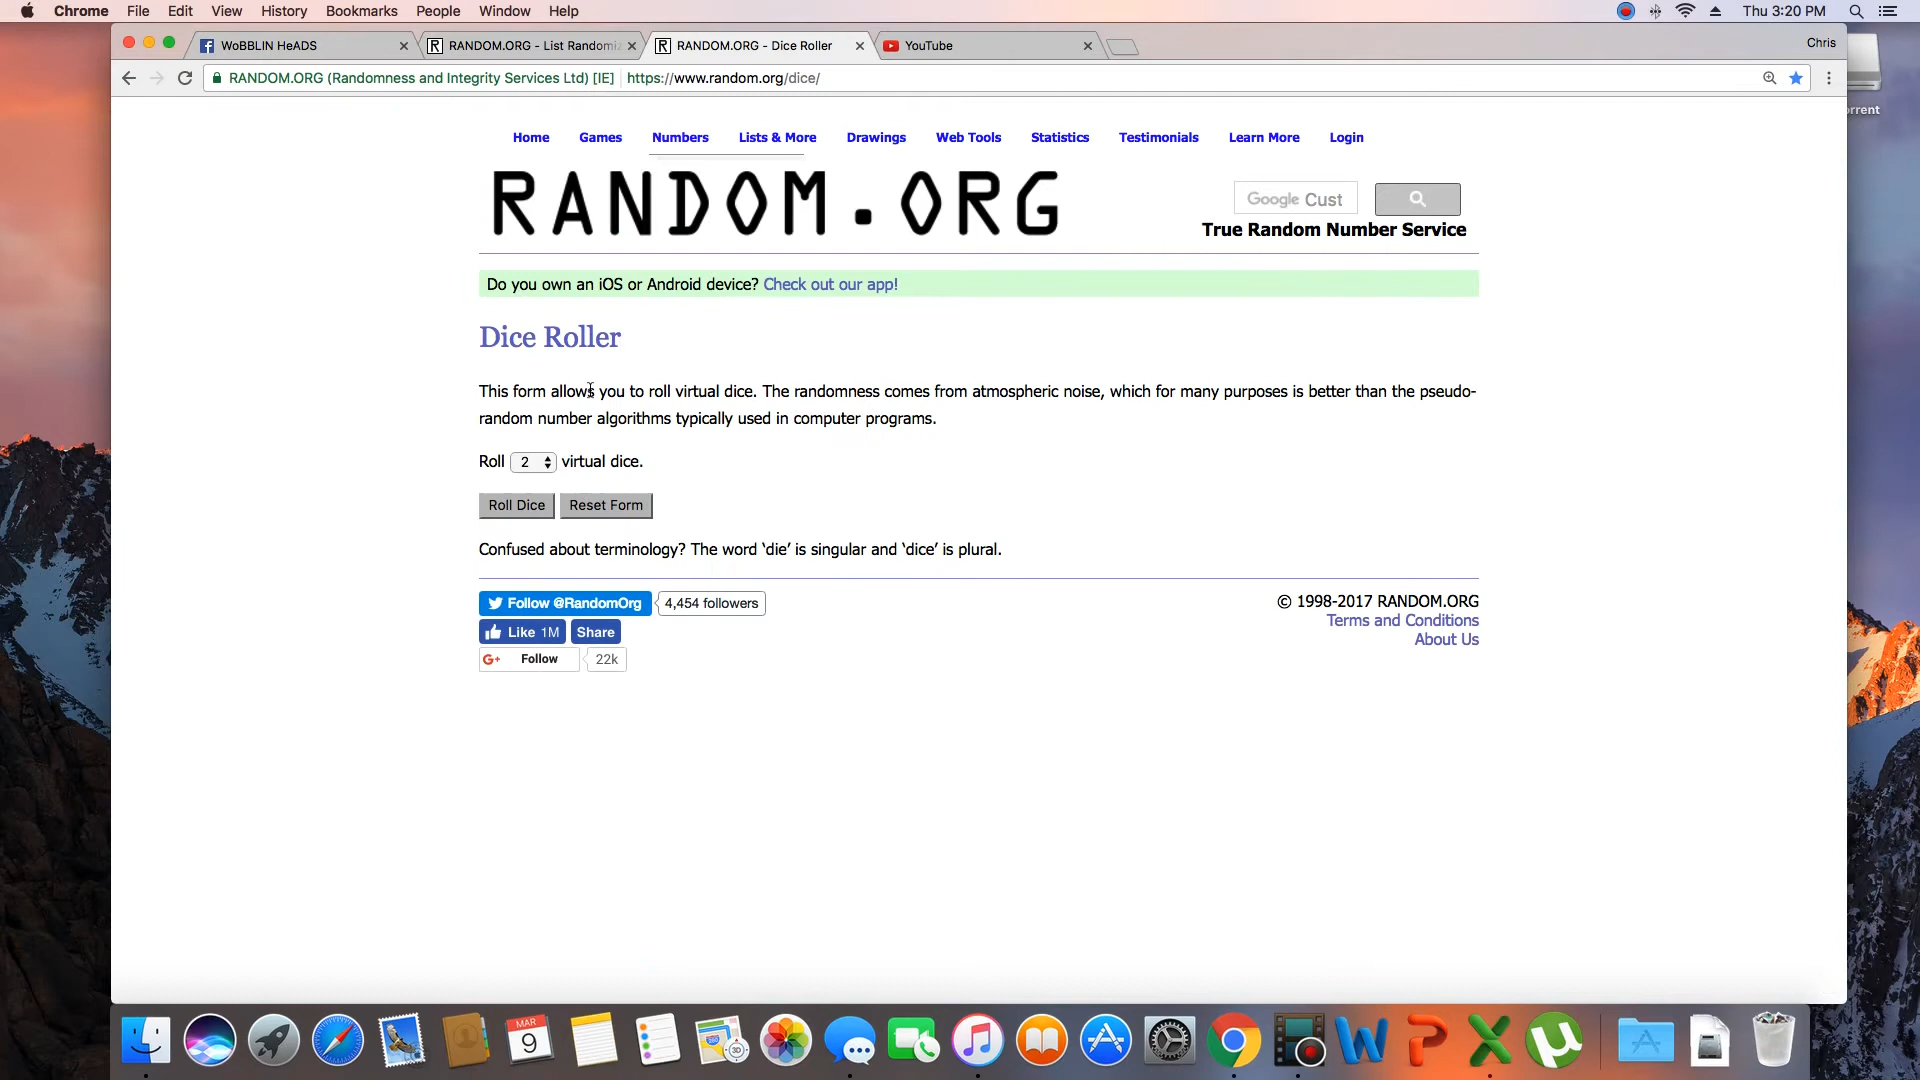 Chrome File Edit View History Bookmarks People Window Help Thu 3:20 PM
WoBBLIN HeADS RANDOM.ORG - List Randomiz RANDOM.ORG - Dice Roller YouTube Chris
RANDOM.ORG (Randomness and Integrity Services Ltd) [IE] https://www.random.org/dice/
orrent
Home Games Numbers Lists & More Drawings Web Tools Statistics Testimonials Learn More Login
RANDOM.ORG
Google Cust
True Random Number Service
Do you own an iOS or Android device? Check out our app!
Dice Roller
This form allows you to roll virtual dice. The randomness comes from atmospheric noise, which for many purposes is better than the pseudo-
random number algorithms typically used in computer programs.
Roll 2 virtual dice.
Roll Dice Reset Form
Confused about terminology? The word ‘die’ is singular and ‘dice’ is plural.
Follow @RandomOrg 4,454 followers
Like 1M Share
G+ Follow 22k
© 1998-2017 RANDOM.ORG
Terms and Conditions
About Us
MAR
9